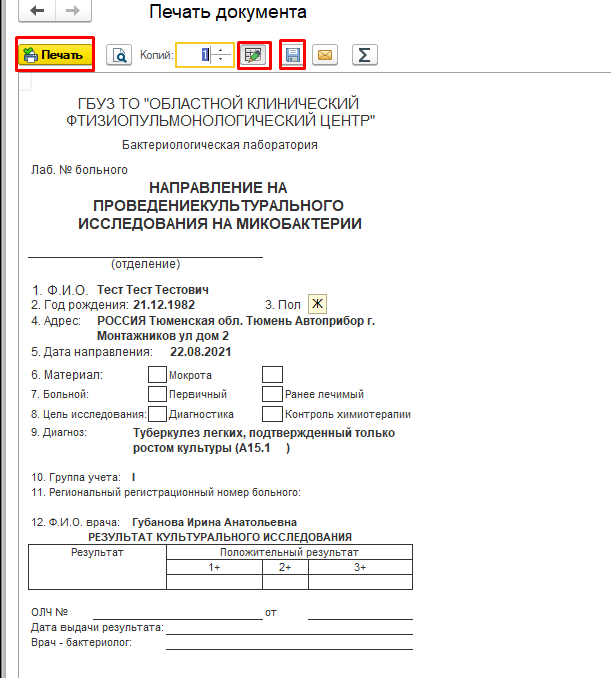 Печать документа
Печать Копий: 1 Σ
ГБУЗ ТО "ОБЛАСТНОЙ КЛИНИЧЕСКИЙ
ФТИЗИОПУЛЬМОНОЛОГИЧЕСКИЙ ЦЕНТР"
Бактериологическая лаборатория
Лаб. № больного
НАПРАВЛЕНИЕ НА
ПРОВЕДЕНИЕКУЛЬТУРАЛЬНОГО
ИССЛЕДОВАНИЯ НА МИКОБАКТЕРИИ
(отделение)
1. Ф.И.О. Тест Тест Тестович
2. Год рождения: 21.12.1982 3. Пол Ж
4. Адрес: РОССИЯ Тюменская обл. Тюмень Автоприбор г.
Монтажников ул дом 2
5. Дата направления: 22.08.2021
6. Материал: Мокрота
7. Больной: Первичный Ранее лечимый
8. Цель исследования: Диагностика Контроль химиотерапии
9. Диагноз: Туберкулез легких, подтвержденный только
ростом культуры (A15.1 )
10. Группа учета: I
11. Региональный регистрационный номер больного:
12. Ф.И.О. врача: Губанова Ирина Анатольевна
РЕЗУЛЬТАТ КУЛЬТУРАЛЬНОГО ИССЛЕДОВАНИЯ
Результат Положительный результат
1+ 2+ 3+
ОЛЧ № от
Дата выдачи результата:
Врач - бактериолог: